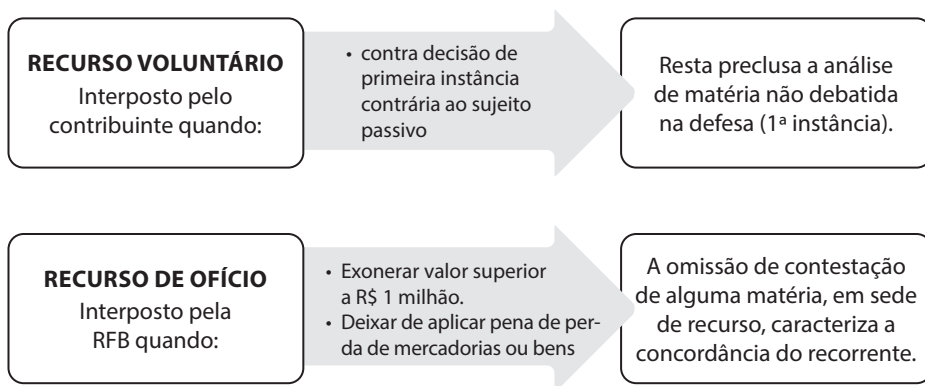 RECURSO VOLUNTÁRIO
Interposto pelo
contribuinte quando:
• contra decisão de
primeira instância
contrária ao sujeito
passivo
Resta preclusa a análise
de matéria não debatida
na defesa (1ª instância).
RECURSO DE OFÍCIO
Interposto pela
RFB quando:
• Exonerar valor superior
a R$ 1 milhão.
• Deixar de aplicar pena de per-
da de mercadorias ou bens
A omissão de contestação
de alguma matéria, em sede
de recurso, caracteriza a
concordância do recorrente.